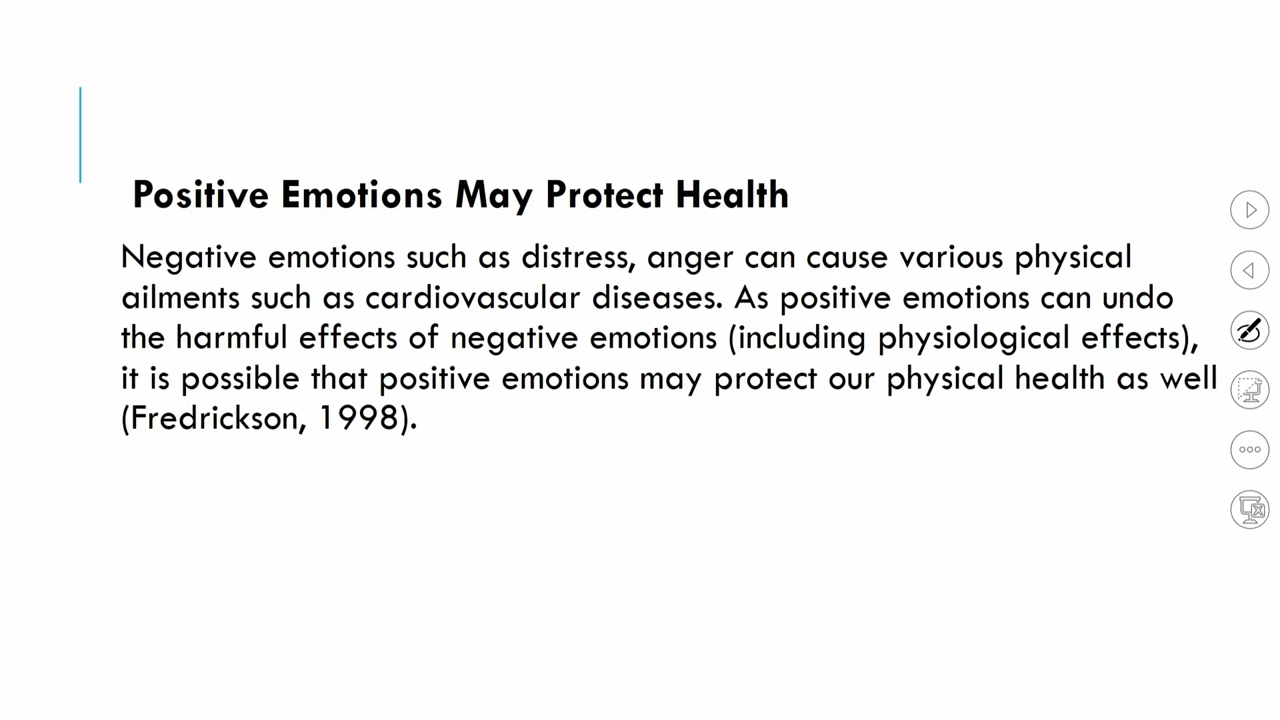 Positive Emotions May Protect Health
Negative emotions such as distress, anger can cause various physical
ailments such as cardiovascular diseases. As positive emotions can undo
the harmful effects of negative emotions (including physiological effects),
it is possible that positive emotions may protect our physical health as well
(Fredrickson, 1998).